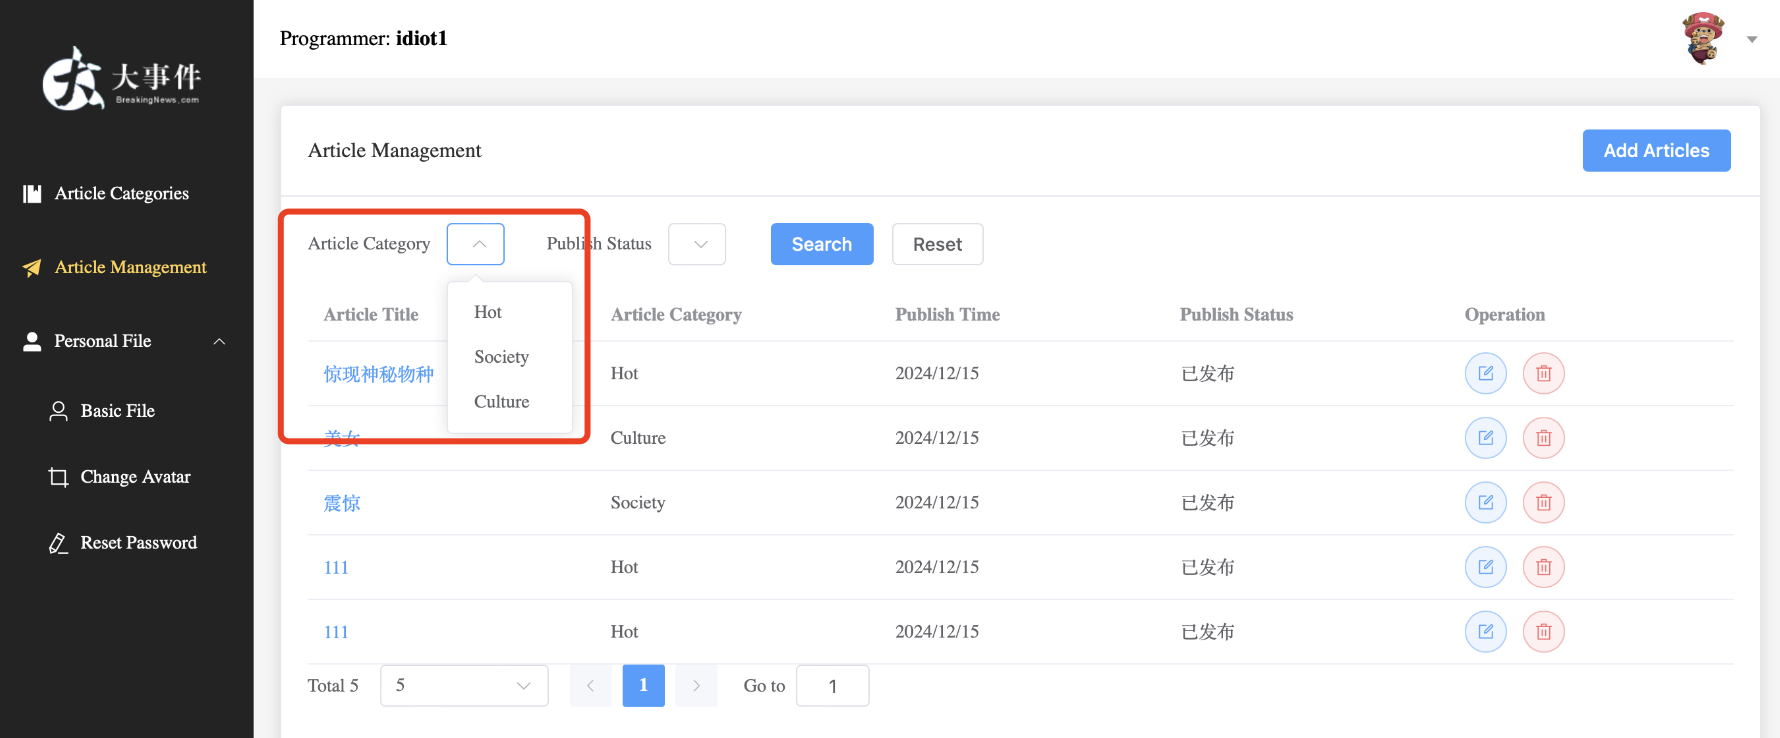 Programmer: idiot1
大事件
BreakingNews.com
Article Categories
Article Management
Personal File
Basic File
Change Avatar
Reset Password
Article Management
Add Articles
Article Category
Publish Status
Search
Reset
Hot
Society
Culture
Article Title Article Category Publish Time Publish Status Operation
惊现神秘物种 Hot 2024/12/15 已发布
美女 Culture 2024/12/15 已发布
震惊 Society 2024/12/15 已发布
111 Hot 2024/12/15 已发布
111 Hot 2024/12/15 已发布
Total 5 5 1 Go to 1